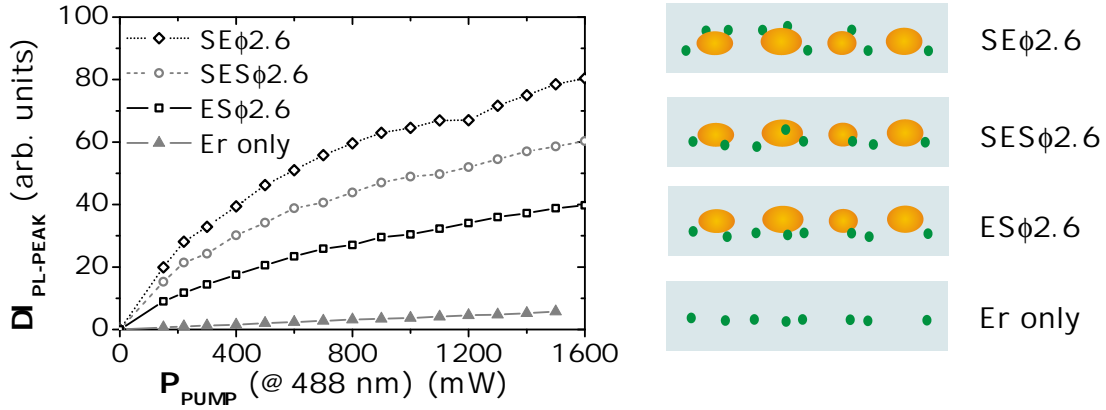 100
80
60
40
20
0
DI PL-PEAK (arb. units)
SEϕ2.6
SESϕ2.6
ESϕ2.6
Er only
0 400 800 1200 1600
P PUMP (@ 488 nm) (mW)
SEϕ2.6
SESϕ2.6
ESϕ2.6
Er only